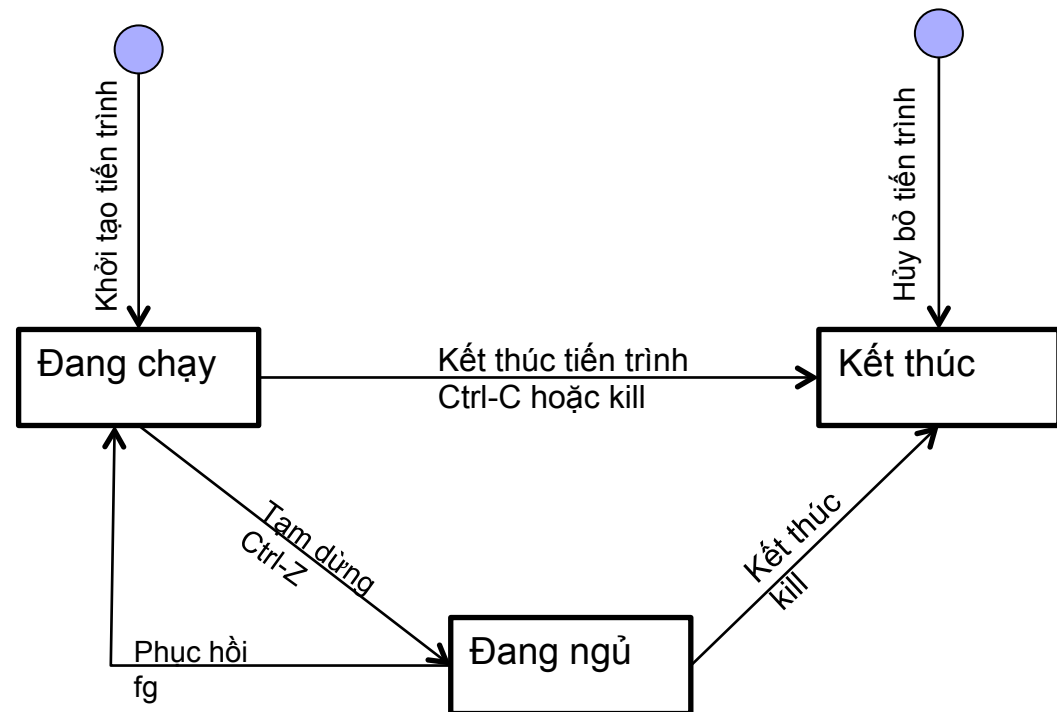 Khởi tạo tiến trình
Hủy bỏ tiến trình
Đang chạy
Kết thúc tiến trình
Ctrl-C hoặc kill
Kết thúc
Tạm dừng
Ctrl-Z
Kết thúc
kill
Phục hồi
fg
Đang ngủ